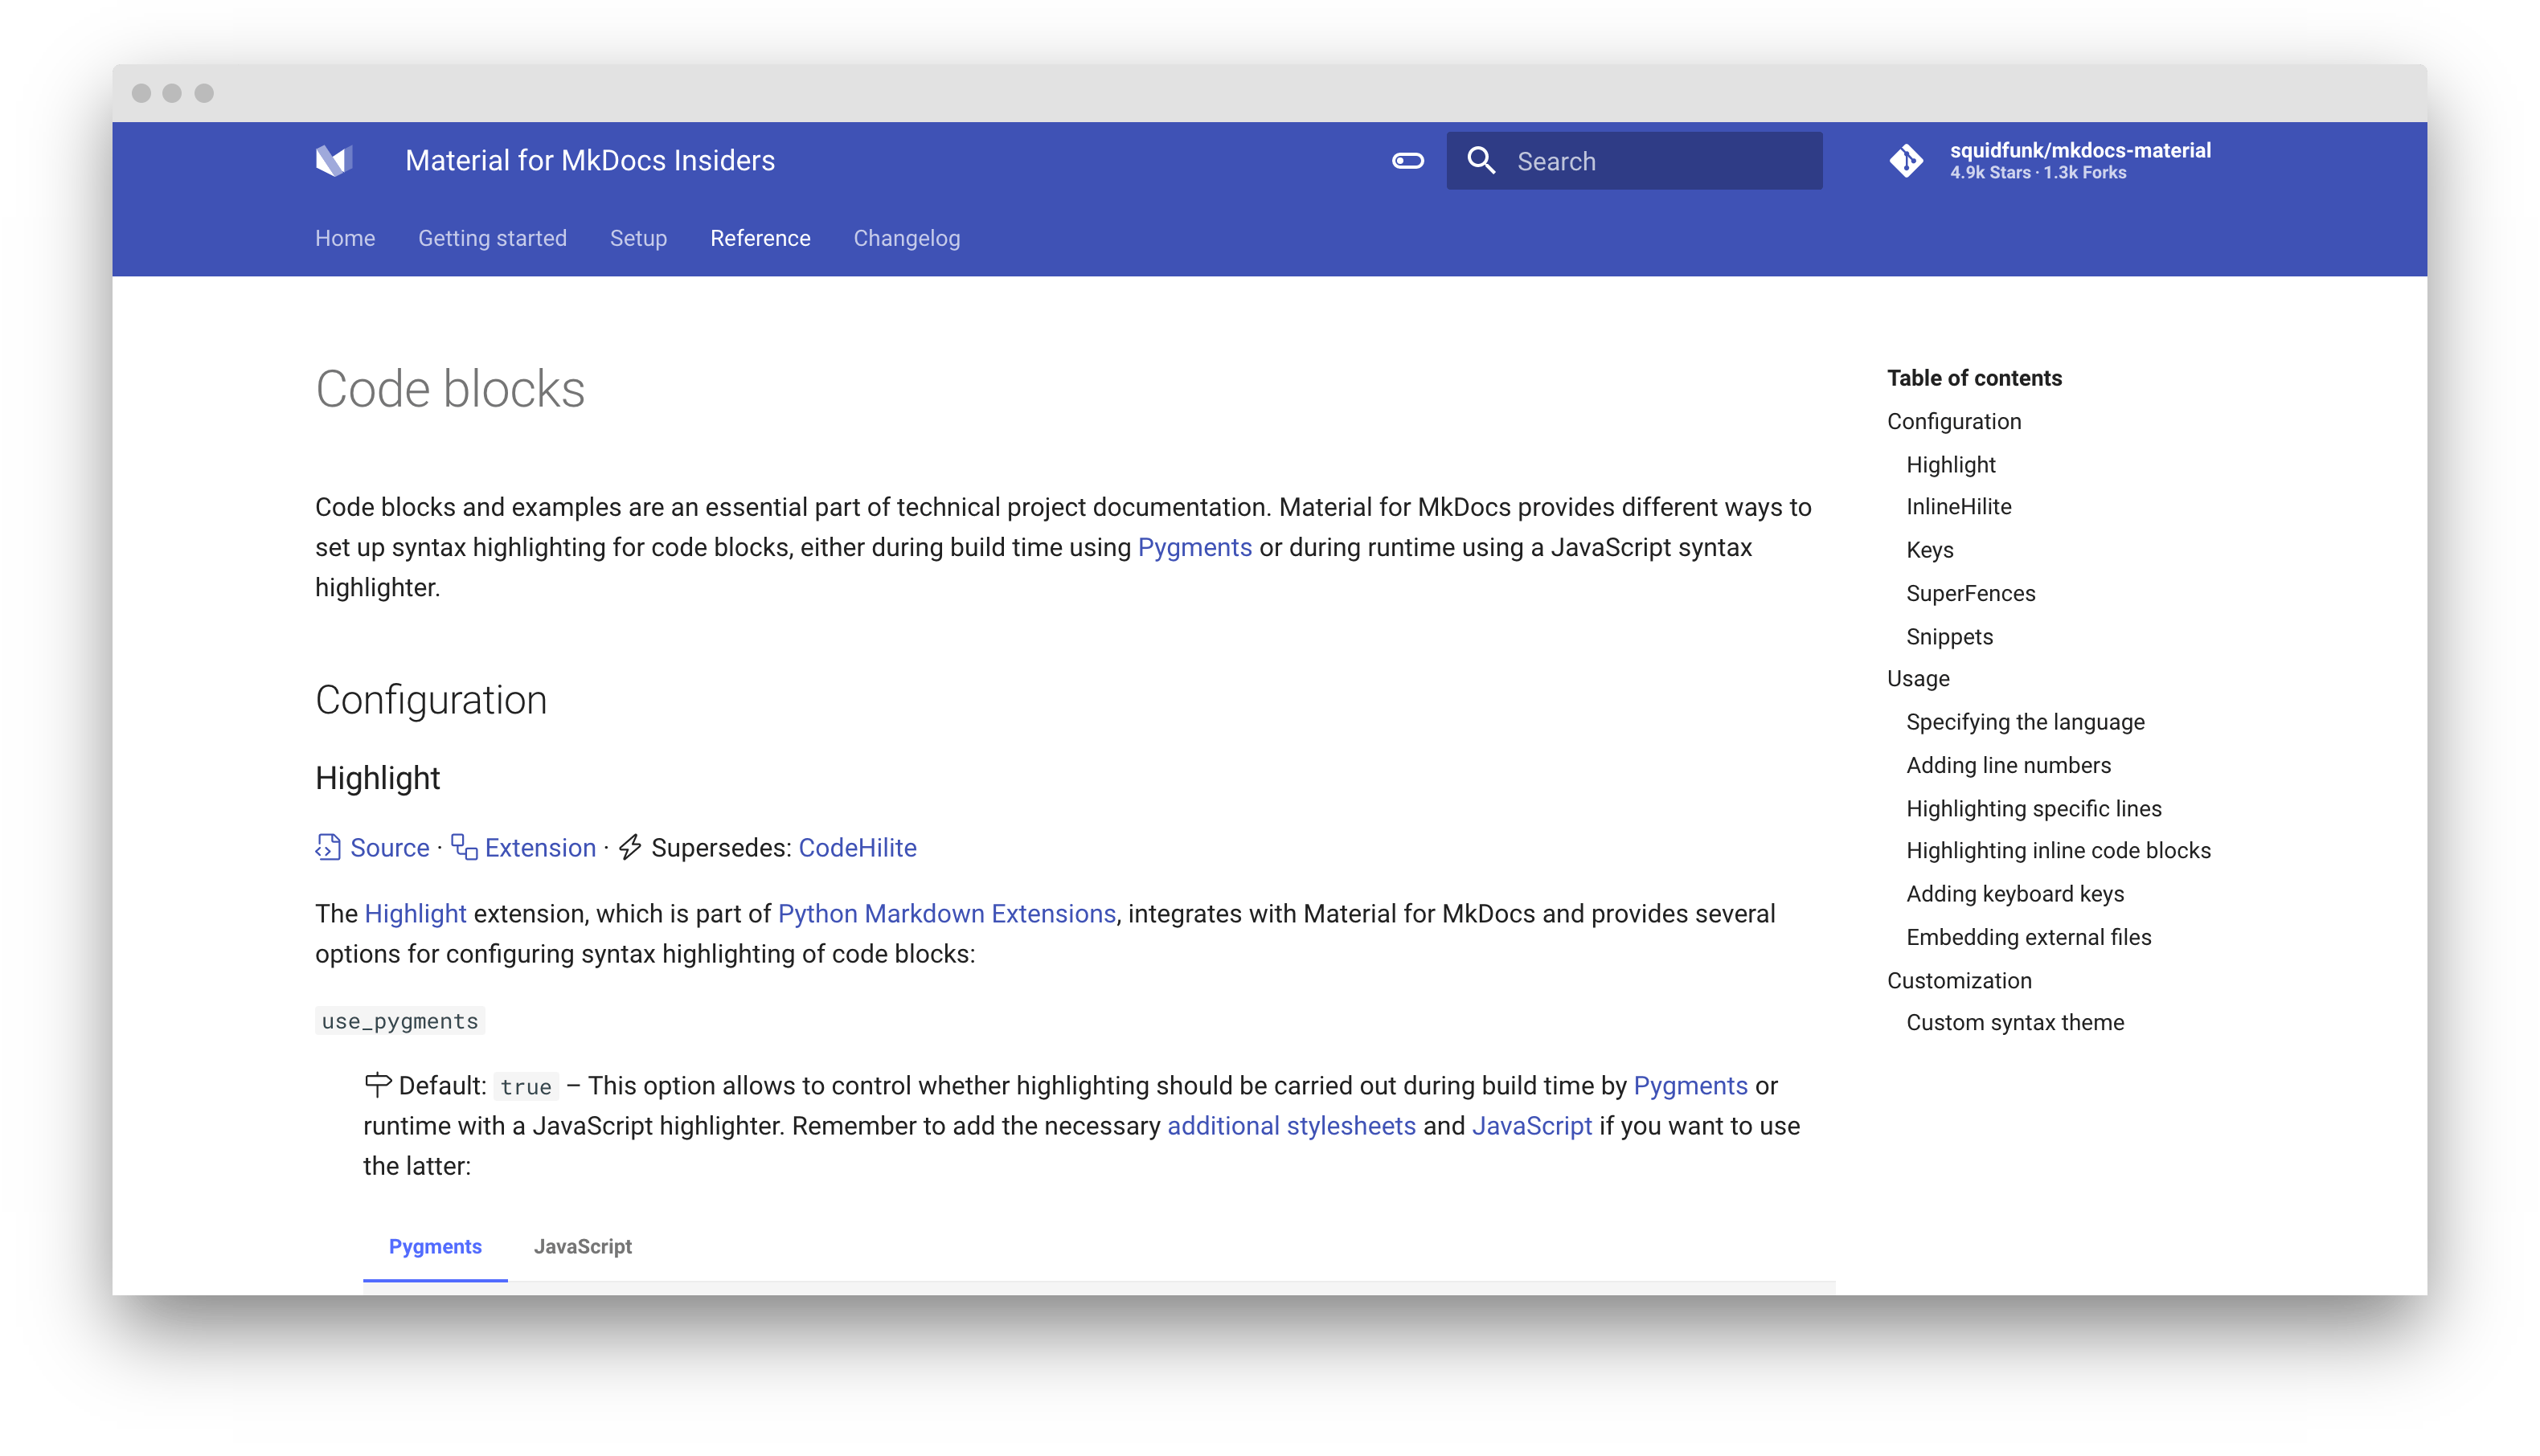 Material for MkDocs Insiders
Search
squidfunk/mkdocs-material
4.9k Stars · 1.3k Forks
Home Getting started Setup Reference Changelog
Code blocks
Code blocks and examples are an essential part of technical project documentation. Material for MkDocs provides different ways to
set up syntax highlighting for code blocks, either during build time using Pygments or during runtime using a JavaScript syntax
highlighter.
Configuration
Highlight
Source · Extension · Supersedes: CodeHilite
The Highlight extension, which is part of Python Markdown Extensions, integrates with Material for MkDocs and provides several
options for configuring syntax highlighting of code blocks:
use_pygments
Default: true – This option allows to control whether highlighting should be carried out during build time by Pygments or
runtime with a JavaScript highlighter. Remember to add the necessary additional stylesheets and JavaScript if you want to use
the latter:
Pygments JavaScript
Table of contents
Configuration
Highlight
InlineHilite
Keys
SuperFences
Snippets
Usage
Specifying the language
Adding line numbers
Highlighting specific lines
Highlighting inline code blocks
Adding keyboard keys
Embedding external files
Customization
Custom syntax theme